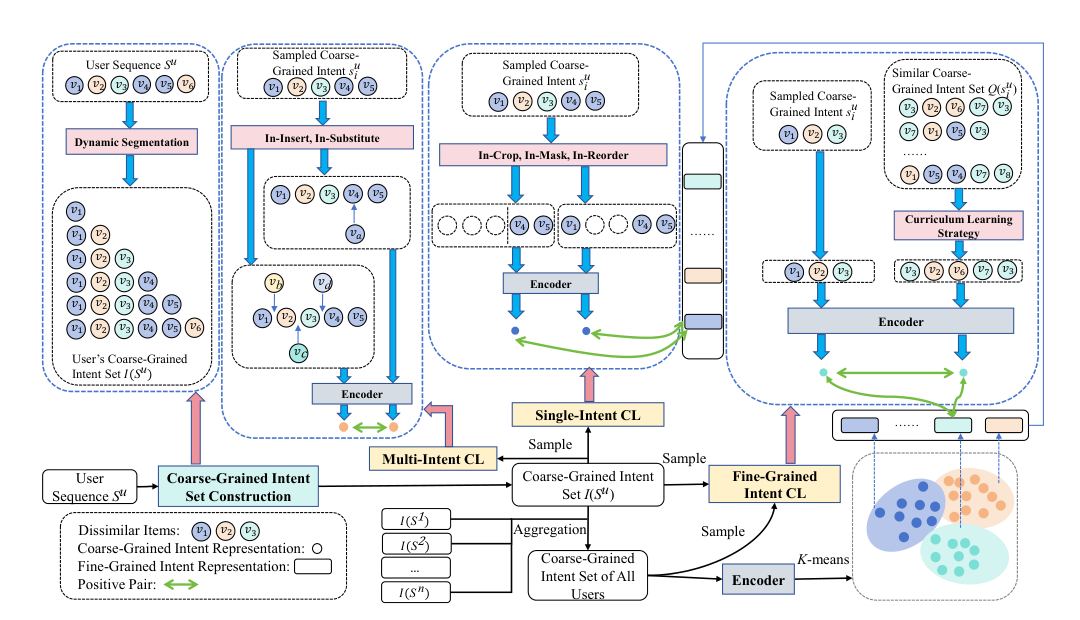 User Sequence S^u
v1 v2 v3 v4 v5 v6
Dynamic Segmentation
v1
v1 v2
v1 v2 v3
v1 v2 v3 v4
v1 v2 v3 v4 v5
v1 v2 v3 v4 v5 v6
User's Coarse-Grained
Intent Set I(S^u)
Sampled Coarse-
Grained Intent s_i^u
v1 v2 v3 v4 v5
In-Insert, In-Substitute
v1 v2 v3 v4 v5
va
vb vd
v1 v2 v3 v4 v5
vc
Encoder
Sampled Coarse-
Grained Intent s_i^u
v1 v2 v3 v4 v5
In-Crop, In-Mask, In-Reorder
v4 v5
v1 v4 v5
Encoder
......
Sampled Coarse-
Grained Intent s_i^u
v1 v2 v3
Similar Coarse-
Grained Intent Set Q(s_i^u)
v3 v2 v6 v7 v3
v7 v1 v5 v3
......
v1 v5 v4 v7 v8
Curriculum Learning
Strategy
v1 v2 v3
v3 v2 v6 v7 v3
Encoder
......
Single-Intent CL
Sample
Multi-Intent CL
User
Sequence S^u
Coarse-Grained Intent
Set Construction
Coarse-Grained Intent
Set I(S^u)
Sample
Fine-Grained
Intent CL
Dissimilar Items: v1 v2 v3
Coarse-Grained Intent Representation:
Fine-Grained Intent Representation:
Positive Pair:
I(S^1)
I(S^2)
...
I(S^n)
Aggregation
Coarse-Grained
Intent Set of All
Users
Sample
Encoder
K-means